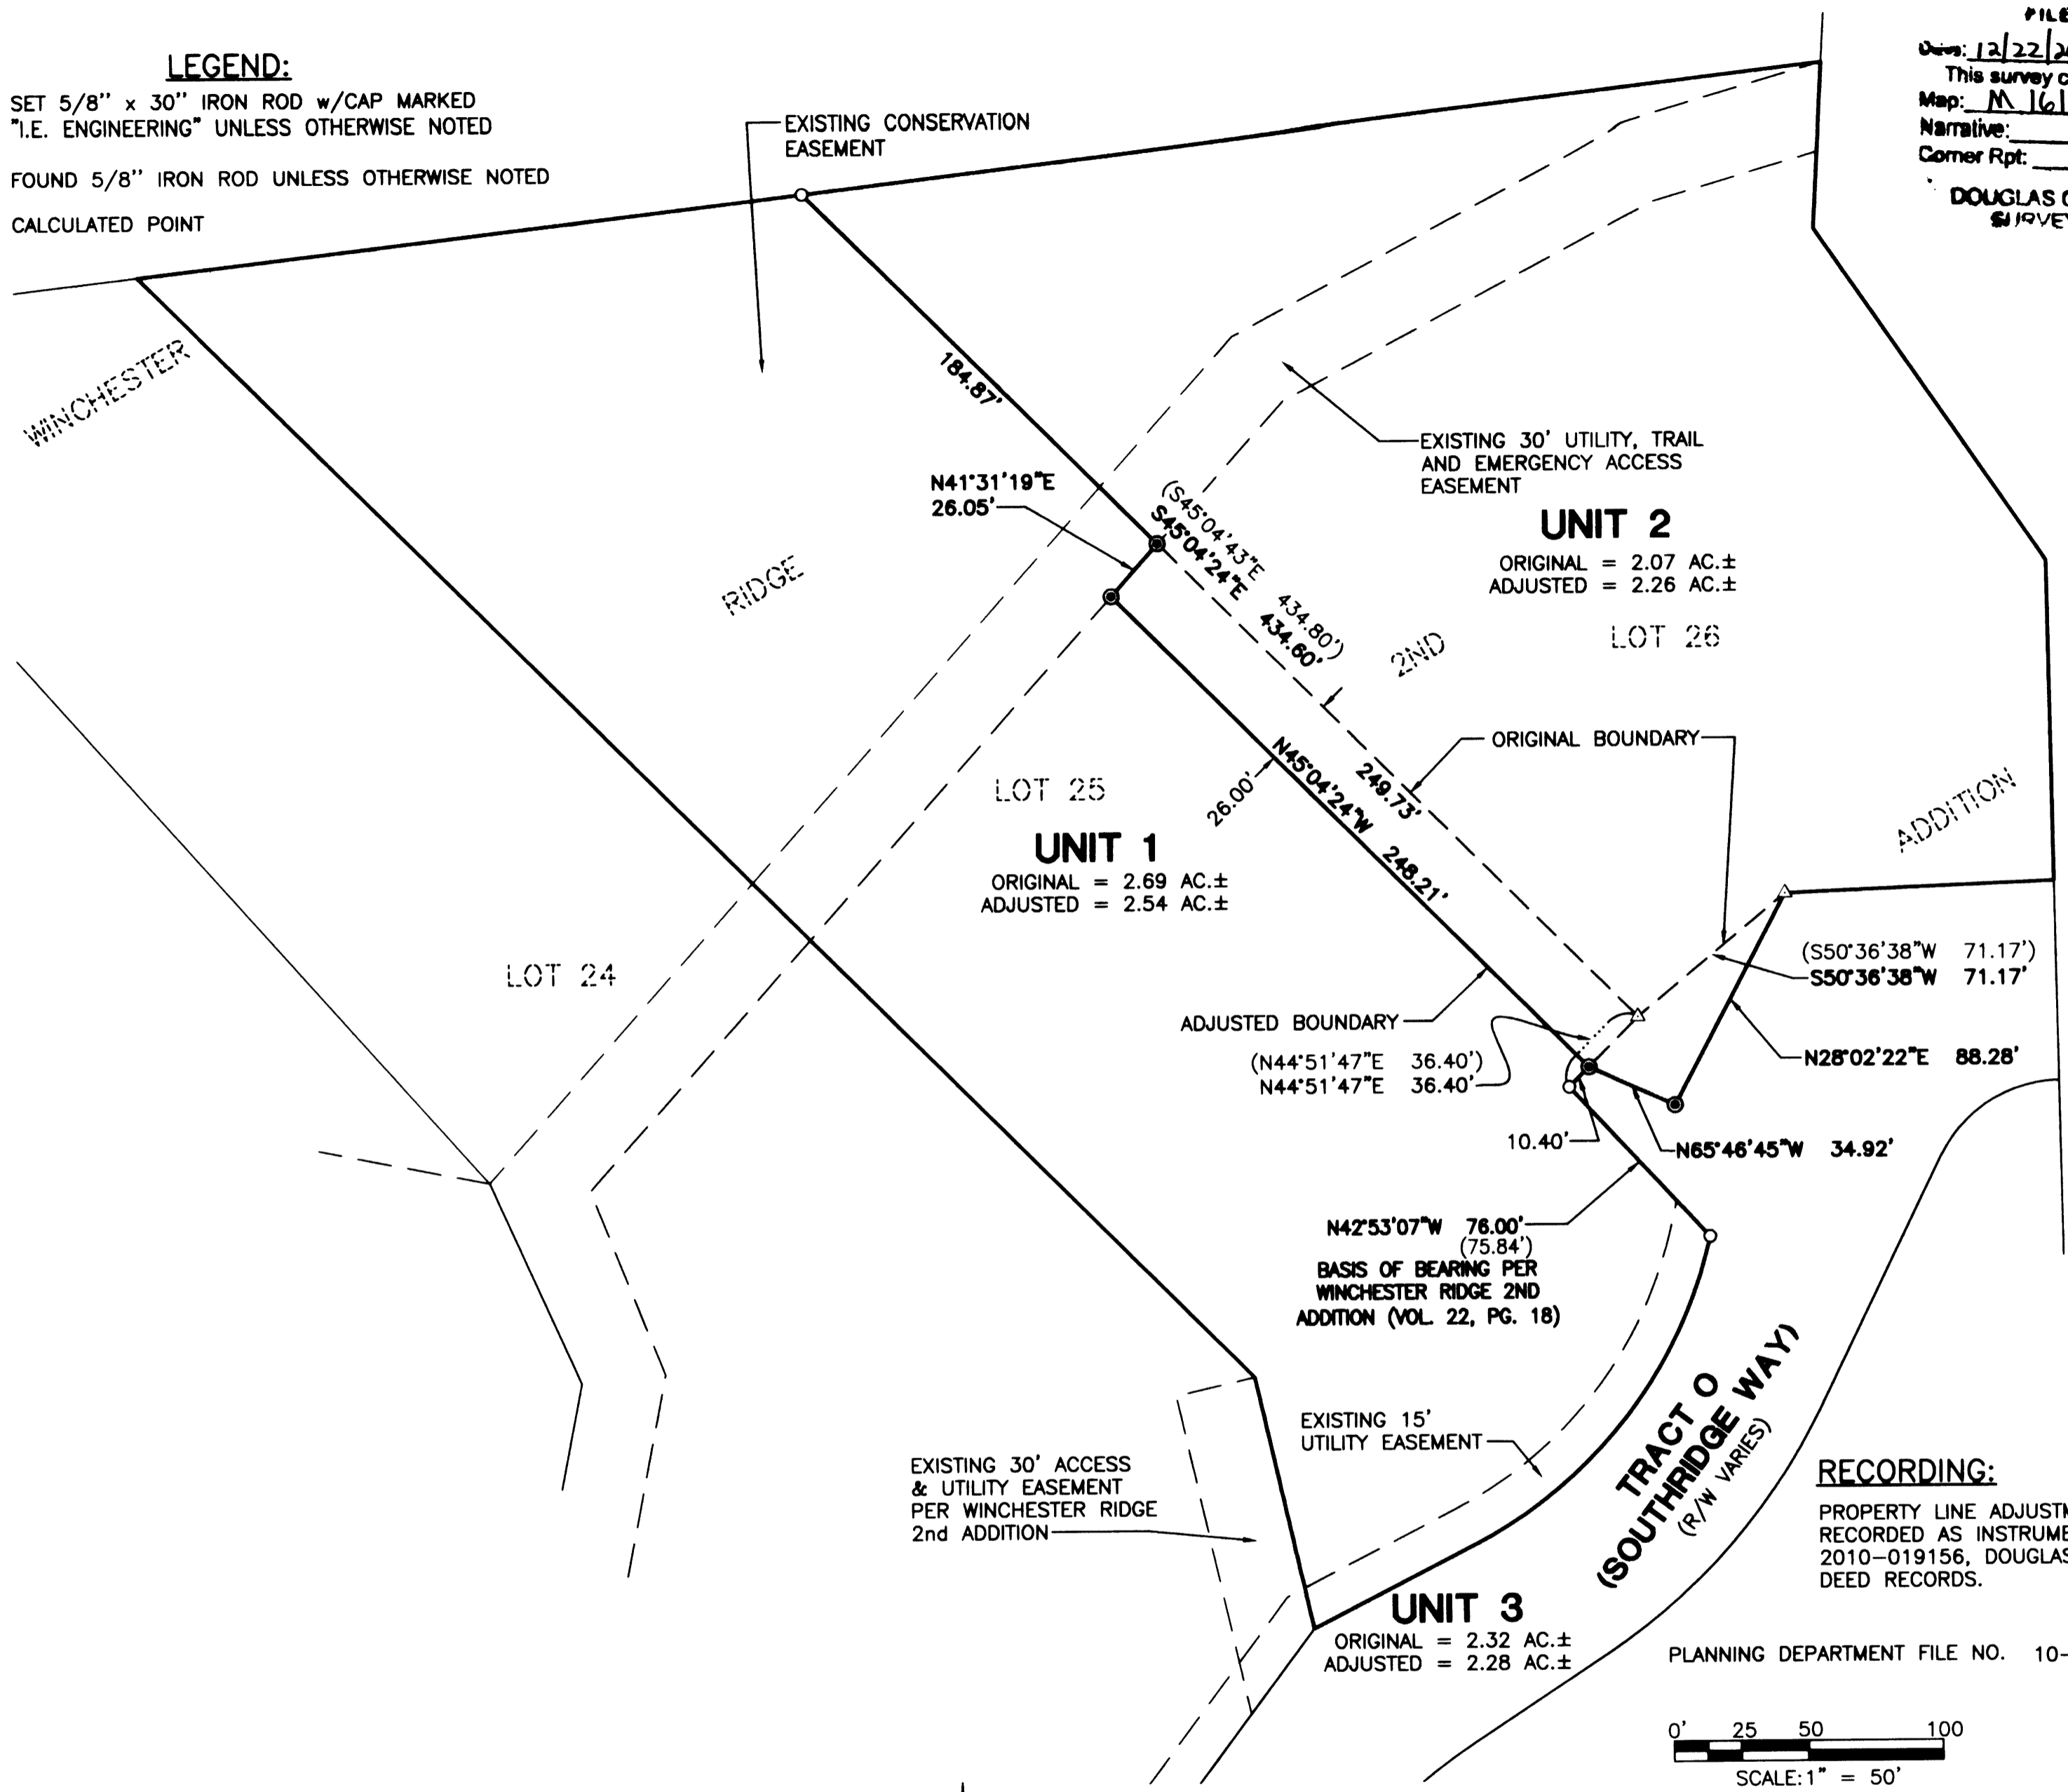 LEGEND:
SET 5/8'' x 30'' IRON ROD w/CAP MARKED
"I.E. ENGINEERING" UNLESS OTHERWISE NOTED
FOUND 5/8'' IRON ROD UNLESS OTHERWISE NOTED
CALCULATED POINT
12/22/
This survey
Map: M 161
Narrative:
Corner Rpt:
DOUGLAS
EXISTING CONSERVATION
EASEMENT
WINCHESTER
184.87'
EXISTING 30' UTILITY, TRAIL
AND EMERGENCY ACCESS
EASEMENT
N41°31'19"E
26.05'
(S45°04'43"E 434.80')
S45°04'24"E 434.60'
UNIT 2
ORIGINAL = 2.07 AC.±
ADJUSTED = 2.26 AC.±
LOT 26
RIDGE
2ND
ORIGINAL BOUNDARY
249.73'
N45°04'24"W 248.21'
26.00'
LOT 25
UNIT 1
ORIGINAL = 2.69 AC.±
ADJUSTED = 2.54 AC.±
ADDITION
LOT 24
(S50°36'38"W 71.17')
S50°36'38"W 71.17'
ADJUSTED BOUNDARY
(N44°51'47"E 36.40')
N44°51'47"E 36.40'
N28°02'22"E 88.28'
10.40'
N65°46'45"W 34.92'
N42°53'07"W 76.00'
(75.84')
BASIS OF BEARING PER
WINCHESTER RIDGE 2ND
ADDITION (VOL. 22, PG. 18)
TRACT O
(SOUTHRIDGE WAY)
(R/W VARIES)
EXISTING 15'
UTILITY EASEMENT
EXISTING 30' ACCESS
& UTILITY EASEMENT
PER WINCHESTER RIDGE
2nd ADDITION
RECORDING:
PROPERTY LINE ADJUSTM
RECORDED AS INSTRUME
2010-019156, DOUGLAS
DEED RECORDS.
UNIT 3
ORIGINAL = 2.32 AC.±
ADJUSTED = 2.28 AC.±
PLANNING DEPARTMENT FILE NO. 10-
0' 25 50 100
SCALE: 1" = 50'